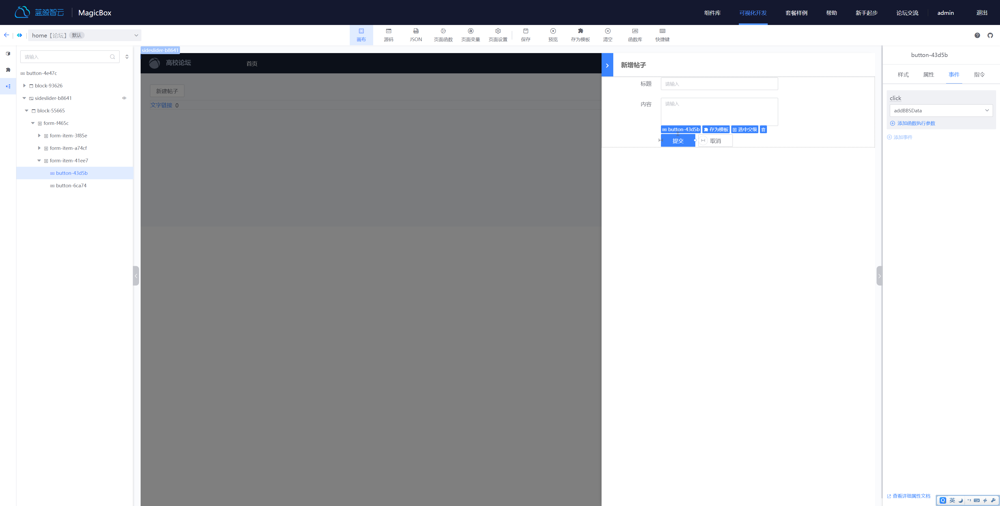 蓝鲸智云 MagicBox 组件库 可视化开发 套餐样例 帮助 新手起步 论坛交流 admin 退出
home【论坛】 默认
画布 源码 JSON 页面函数 页面变量 页面设置 保存 预览 存为模板 清空 函数库 快捷键
请输入
button-4e47c
block-93626
sideslider-b8641
block-55665
form-f465c
form-item-3f85e
form-item-a74cf
form-item-41ee7
button-43d5b
button-6ca74
sideslider-b8641
高校论坛 首页
新建帖子
文字链接 0
新增帖子
标题 请输入
内容 请输入
button-43d5b 存为模板 选中父级
提交 取消
button-43d5b
样式 属性 事件 指令
click
addBBSData
添加函数执行参数
添加事件
查看详细属性文档
英